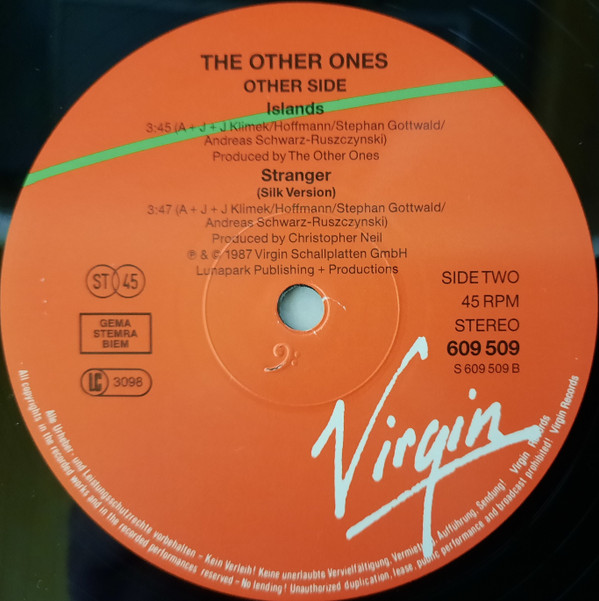 THE OTHER ONES
OTHER SIDE
Islands
3:45 (A + J + J Klimek/Hoffmann/Stephan Gottwald/
Andreas Schwarz-Ruszczynski)
Produced by The Other Ones
Stranger
(Silk Version)
3:47 (A + J + J Klimek/Hoffmann/Stephan Gottwald/
Andreas Schwarz-Ruszczynski)
Produced by Christopher Neil
℗ & © 1987 Virgin Schallplatten GmbH
Lunapark Publishing + Productions
ST 45
GEMA
STEMRA
BIEM
LC 3098
SIDE TWO
45 RPM
STEREO
609 509
S 609 509 B
Virgin
Alle Urheber- und Leistungsschutzrechte vorbehalten – Kein Verleih! Keine unerlaubte Vervielfältigung, Vermietung, Aufführung, Sendung! Virgin Records
All copyrights in the recorded works and in the recorded performances reserved – No lending! Unauthorized duplication, lease, public performance and broadcast prohibited! Virgin Records